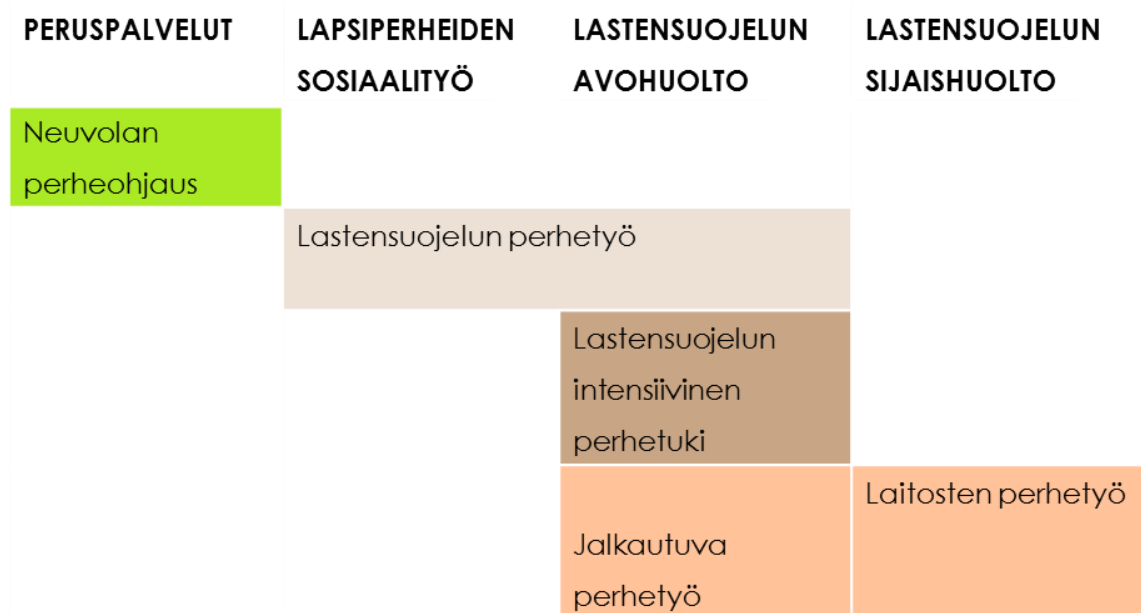 PERUSPALVELUT
LAPSIPERHEIDEN
SOSIAALITYÖ
LASTENSUOJELUN
AVOHUOLTO
LASTENSUOJELUN
SIJAISHUOLTO
Neuvolan
perheohjaus
Lastensuojelun perhetyö
Lastensuojelun
intensiivinen
perhetuki
Jalkautuva
perhetyö
Laitosten perhetyö